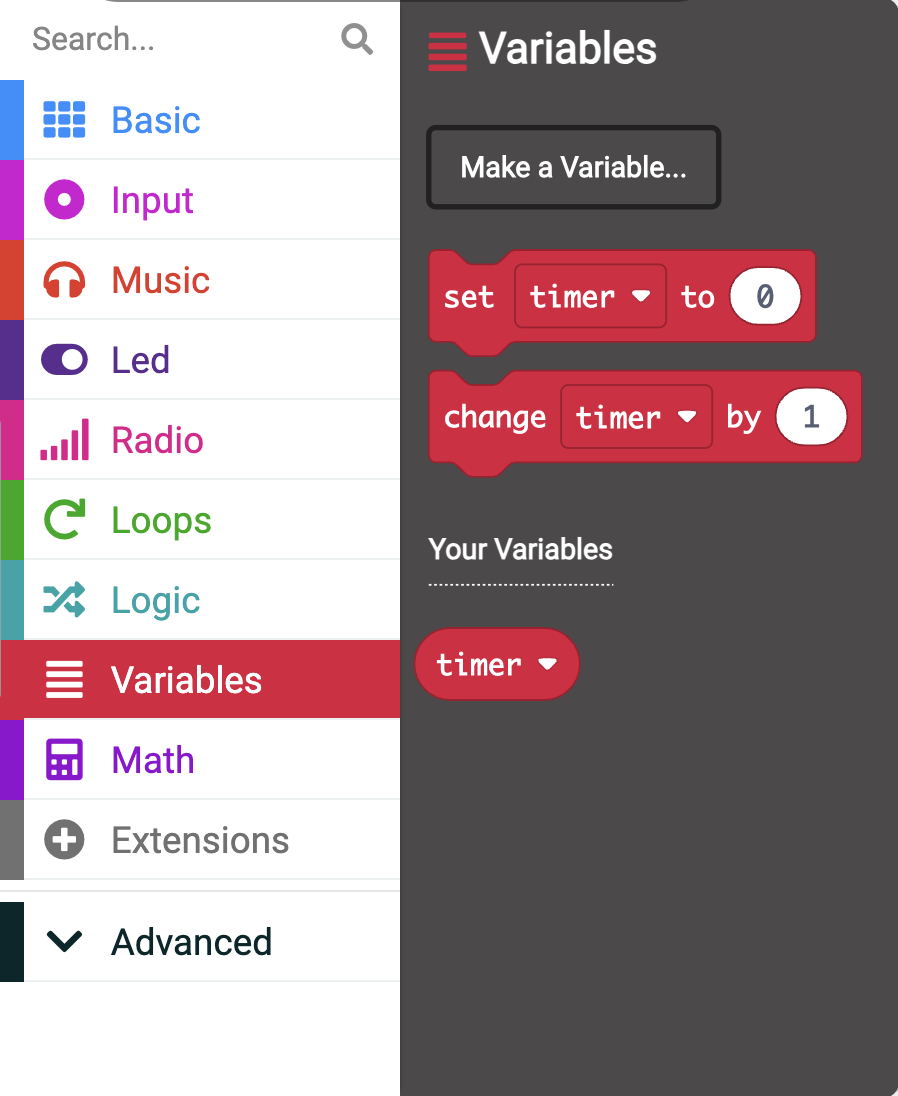 Search...
Basic
Input
Music
Led
Radio
Loops
Logic
Variables
Math
Extensions
Advanced
Variables
Make a Variable...
set timer to 0
change timer by 1
Your Variables
timer